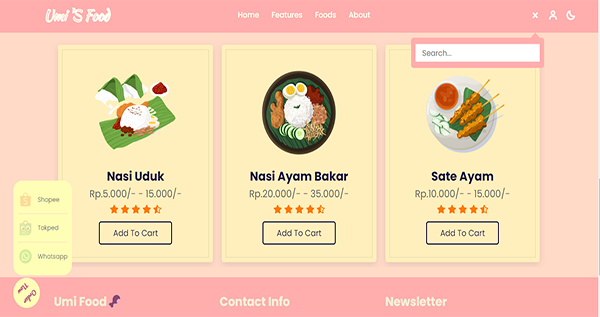 Umi'S Food
Home Features Foods About
Search...
Nasi Uduk
Rp.5.000/- - 15.000/-
Add To Cart
Nasi Ayam Bakar
Rp.20.000/- - 35.000/-
Add To Cart
Sate Ayam
Rp.10.000/- - 15.000/-
Add To Cart
Shopee
Tokped
Whatsapp
Order
Now
Umi Food
Contact Info
Newsletter